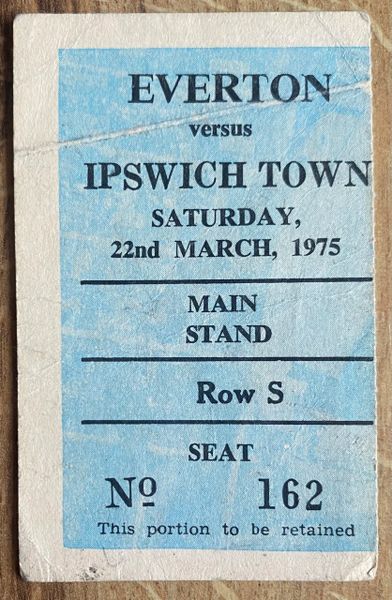 EVERTON
versus
IPSWICH TOWN
SATURDAY,
22nd MARCH, 1975
MAIN
STAND
Row S
SEAT
Nº 162
This portion to be retained